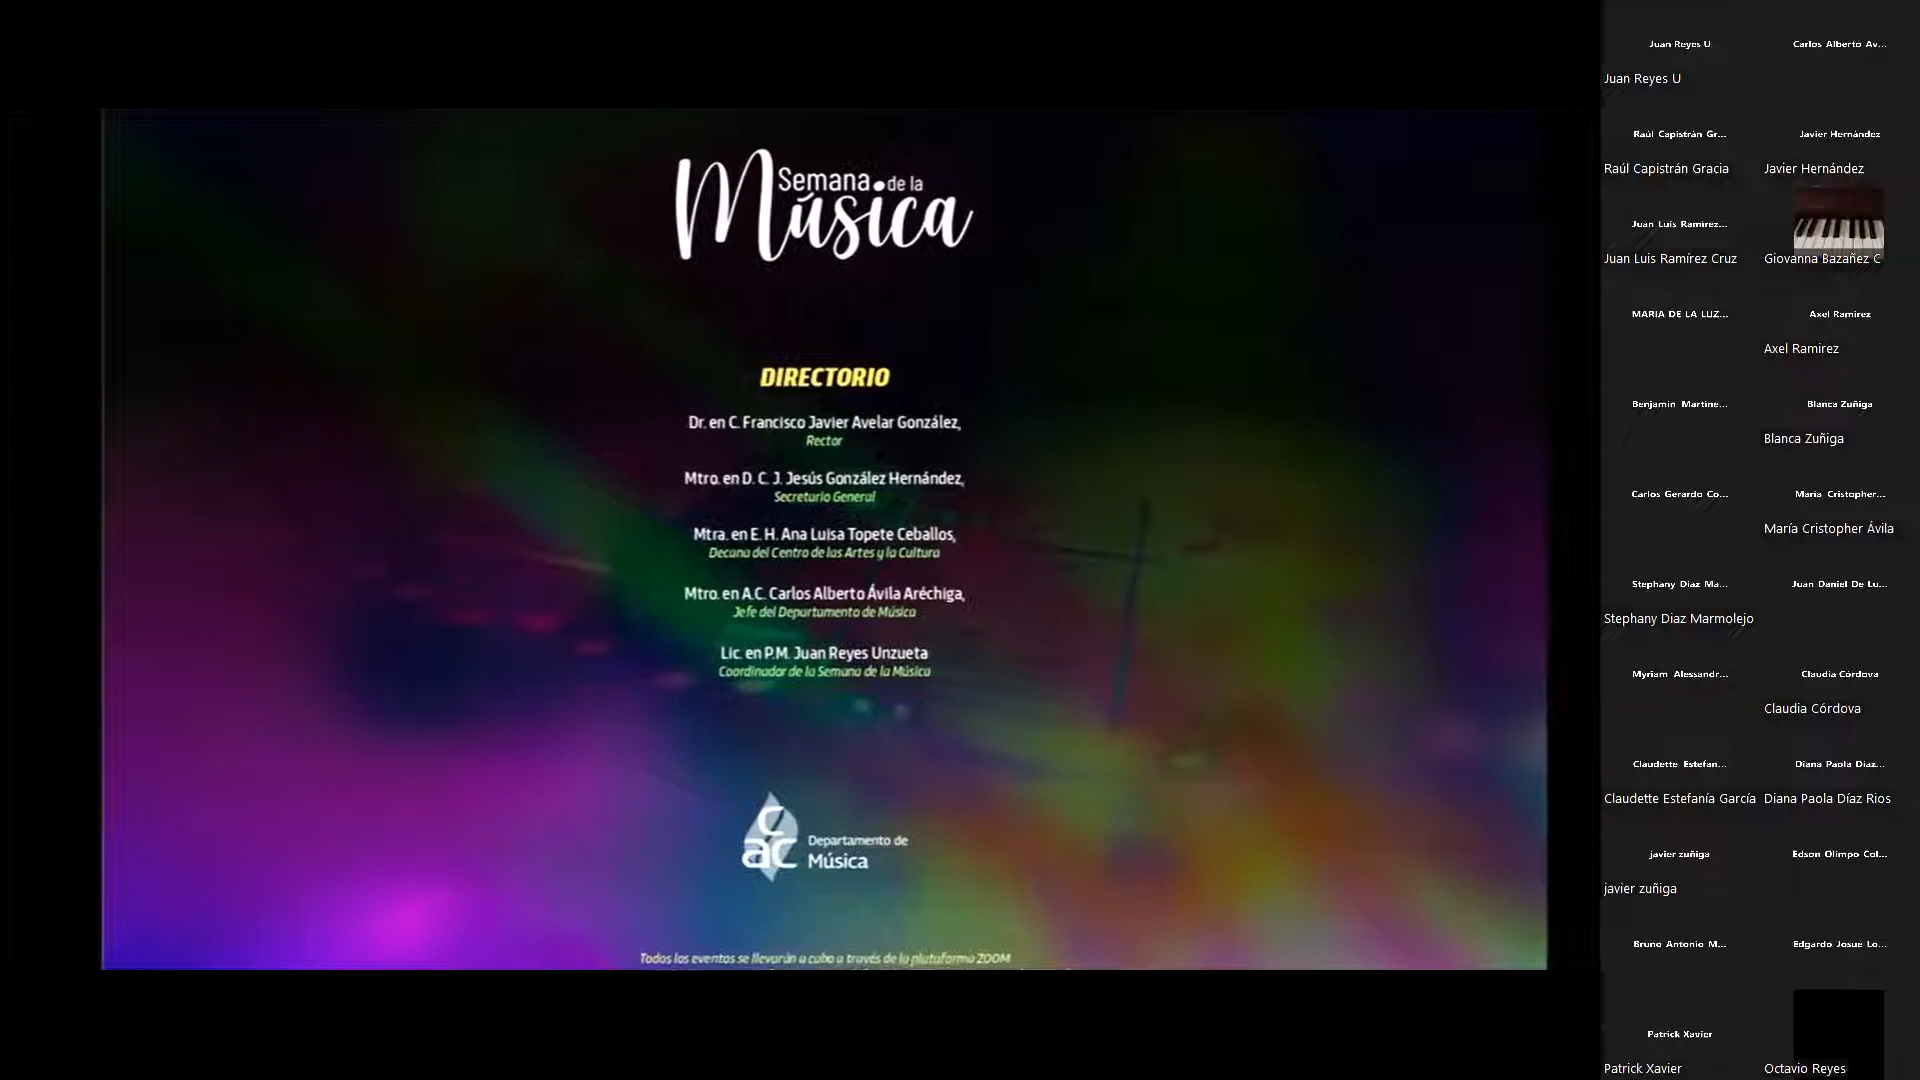 Semana de la
Música
DIRECTORIO
Dr. en C. Francisco Javier Avelar González,
Rector
Mtro. en D. C. J. Jesús González Hernández,
Secretario General
Mtra. en E. H. Ana Luisa Topete Ceballos,
Decana del Centro de las Artes y la Cultura
Mtro. en A.C. Carlos Alberto Ávila Aréchiga,
Jefe del Departamento de Música
Lic. en P.M. Juan Reyes Unzueta
Coordinador de la Semana de la Música
c
ac
Departamento de
Música
Todos los eventos se llevarán a cabo a través de la plataforma ZOOM
Juan Reyes U
Carlos Alberto Av...
Juan Reyes U
Raúl Capistrán Gr...
Javier Hernández
Raúl Capistrán Gracia
Javier Hernández
Juan Luis Ramírez...
Juan Luis Ramírez Cruz
Giovanna Bazañez C
MARIA DE LA LUZ...
Axel Ramirez
Axel Ramirez
Benjamin Martine...
Blanca Zuñiga
Blanca Zuñiga
Carlos Gerardo Co...
María Cristopher...
María Cristopher Ávila
Stephany Diaz Ma...
Juan Daniel De Lu...
Stephany Diaz Marmolejo
Myriam Alessandr...
Claudia Córdova
Claudia Córdova
Claudette Estefan...
Diana Paola Díaz...
Claudette Estefanía García
Diana Paola Díaz Rios
javier zuñiga
Edson Olimpo Col...
javier zuñiga
Bruno Antonio M...
Edgardo Josue Lo...
Patrick Xavier
Patrick Xavier
Octavio Reyes